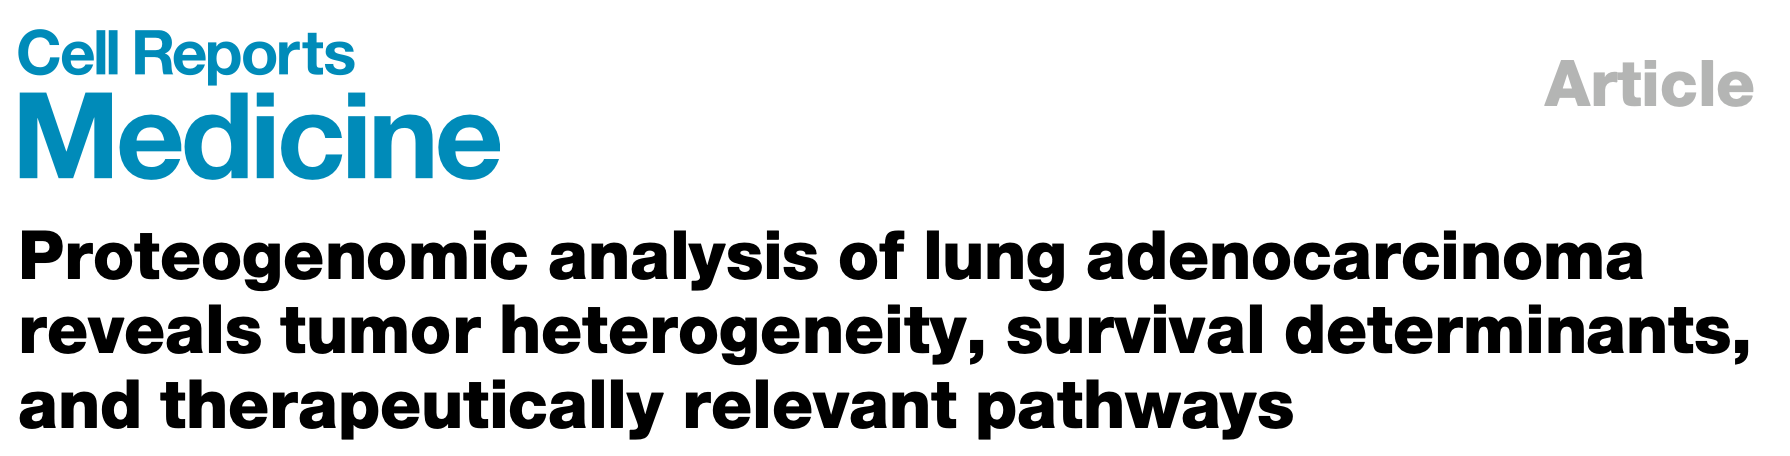 Cell Reports
Medicine
Article
Proteogenomic analysis of lung adenocarcinoma
reveals tumor heterogeneity, survival determinants,
and therapeutically relevant pathways